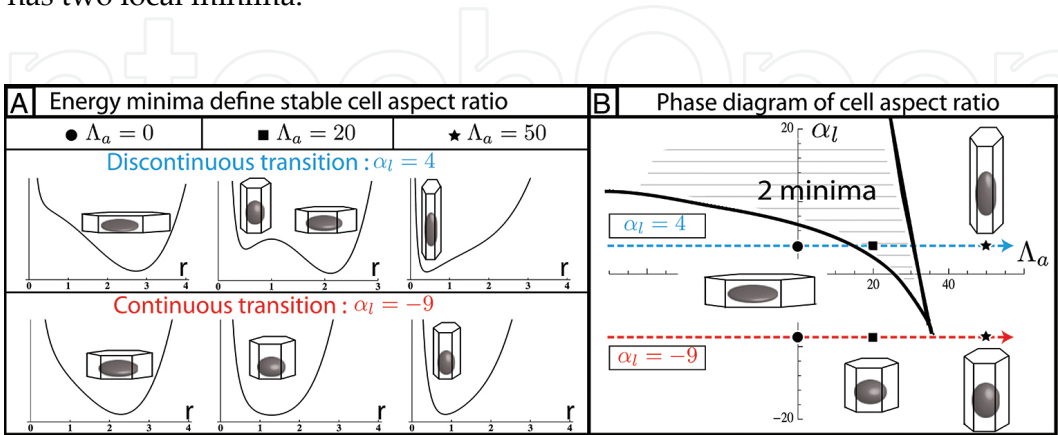 has two local minima.
A Energy minima define stable cell aspect ratio
● Λₐ = 0 ■ Λₐ = 20 ★ Λₐ = 50
Discontinuous transition : αₗ = 4
r r r
0 1 2 3 4 0 1 2 3 0 1 2 3 4
Continuous transition : αₗ = −9
r r r
0 1 2 3 4 0 1 2 3 4 0 1 2 3 4
B Phase diagram of cell aspect ratio
20 αₗ
2 minima
αₗ = 4
Λₐ
20 40
αₗ = −9
−20